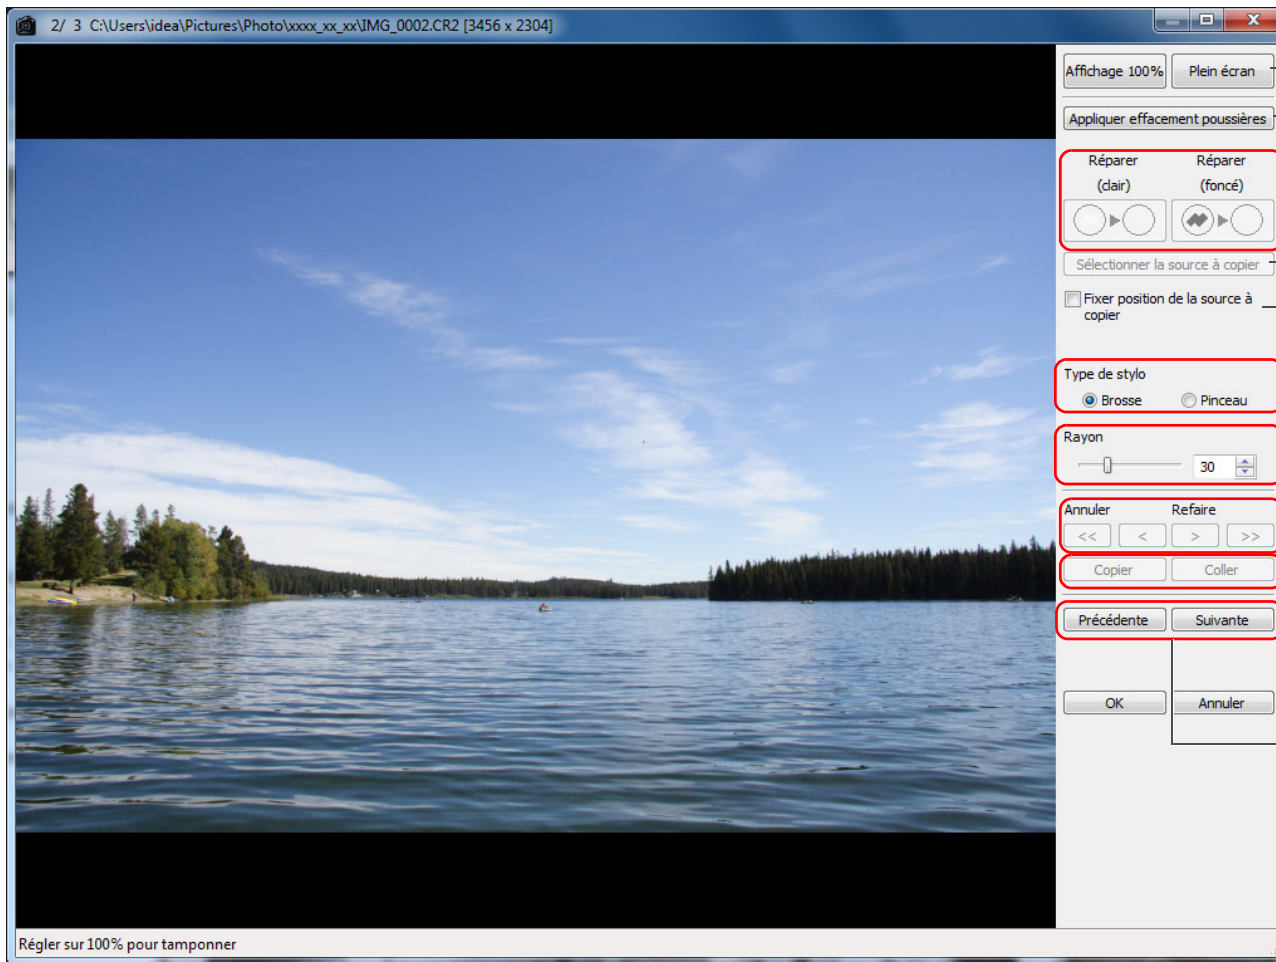 2/ 3 C:\Users\idea\Pictures\Photo\xxxx_xx_xx\IMG_0002.CR2 [3456 x 2304]
Affichage 100% Plein écran
Appliquer effacement poussières
Réparer Réparer
(clair) (foncé)
Sélectionner la source à copier
Fixer position de la source à
copier
Type de stylo
Brosse Pinceau
Rayon
30
Annuler Refaire
<< < > >>
Copier Coller
Précédente Suivante
OK Annuler
Régler sur 100% pour tamponner